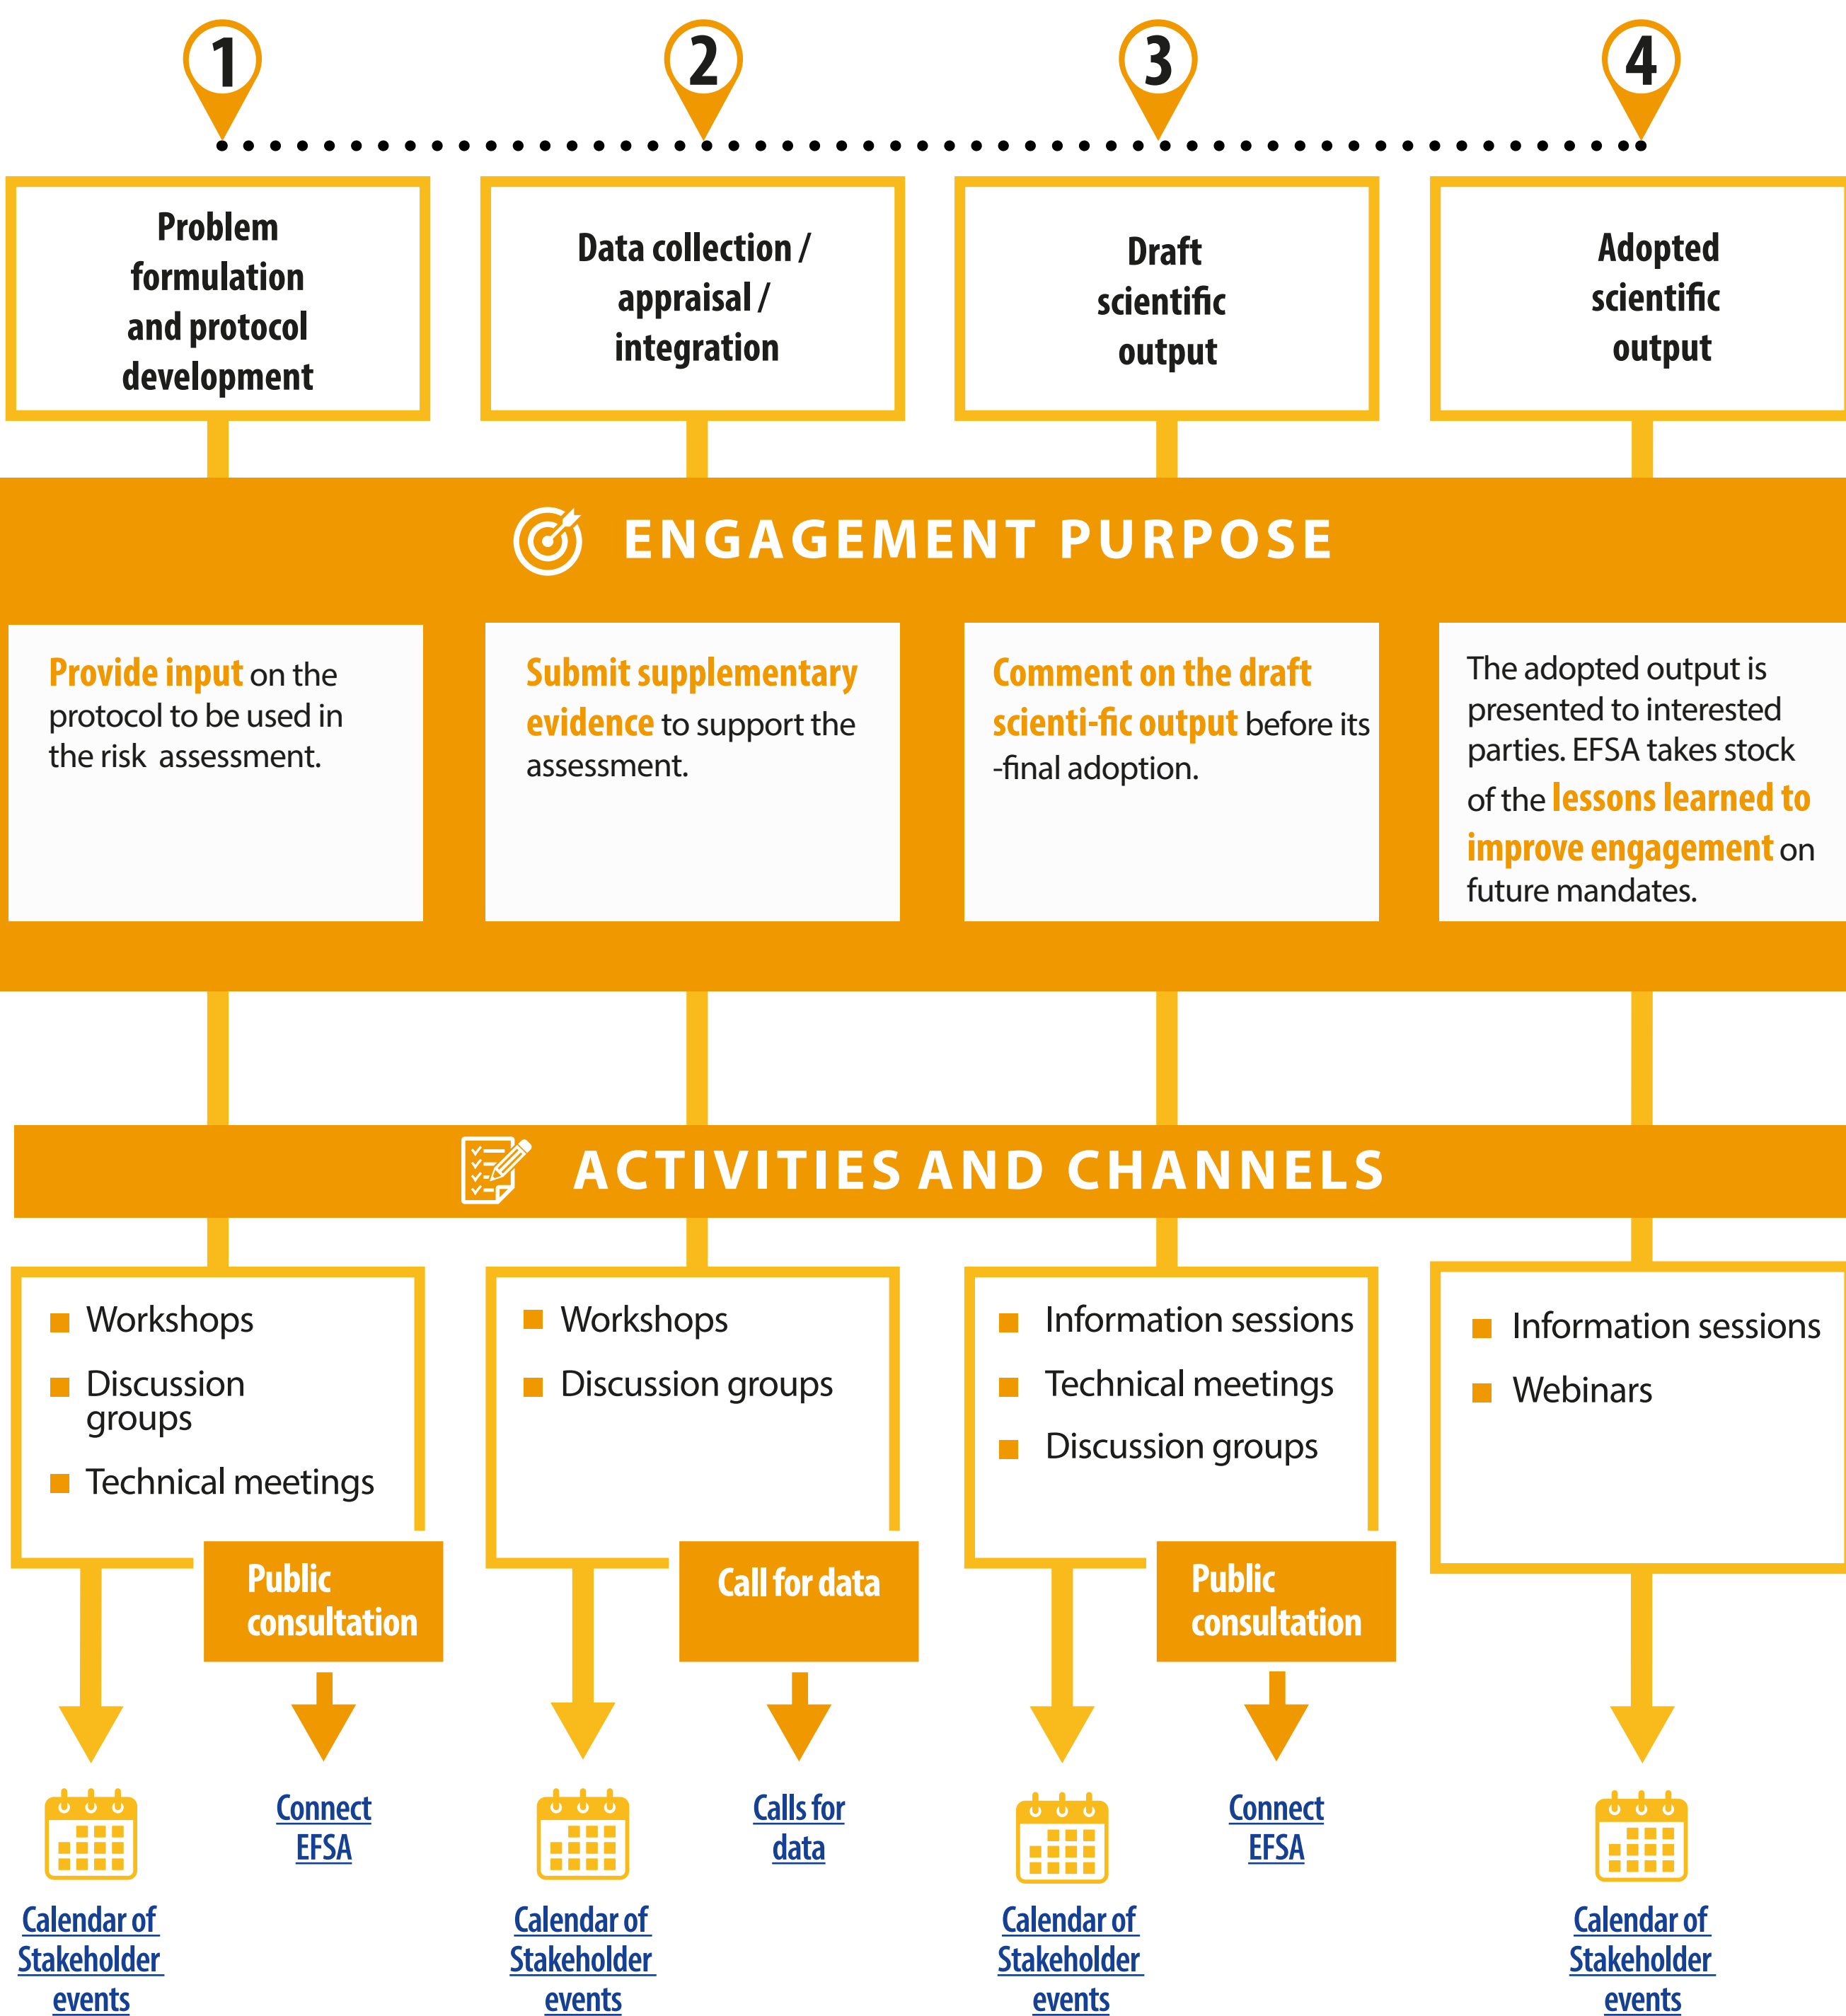 1
2
3
4
Problem
formulation
and protocol
development
Data collection /
appraisal /
integration
Draft
scientific
output
Adopted
scientific
output
ENGAGEMENT PURPOSE
Provide input on the
protocol to be used in
the risk assessment.
Submit supplementary
evidence to support the
assessment.
Comment on the draft
scienti-fic output before its
-final adoption.
The adopted output is
presented to interested
parties. EFSA takes stock
of the lessons learned to
improve engagement on
future mandates.
ACTIVITIES AND CHANNELS
Workshops
Discussion
groups
Technical meetings
Public
consultation
Workshops
Discussion groups
Call for data
Information sessions
Technical meetings
Discussion groups
Public
consultation
Information sessions
Webinars
Calendar of
Stakeholder
events
Connect
EFSA
Calendar of
Stakeholder
events
Calls for
data
Calendar of
Stakeholder
events
Connect
EFSA
Calendar of
Stakeholder
events